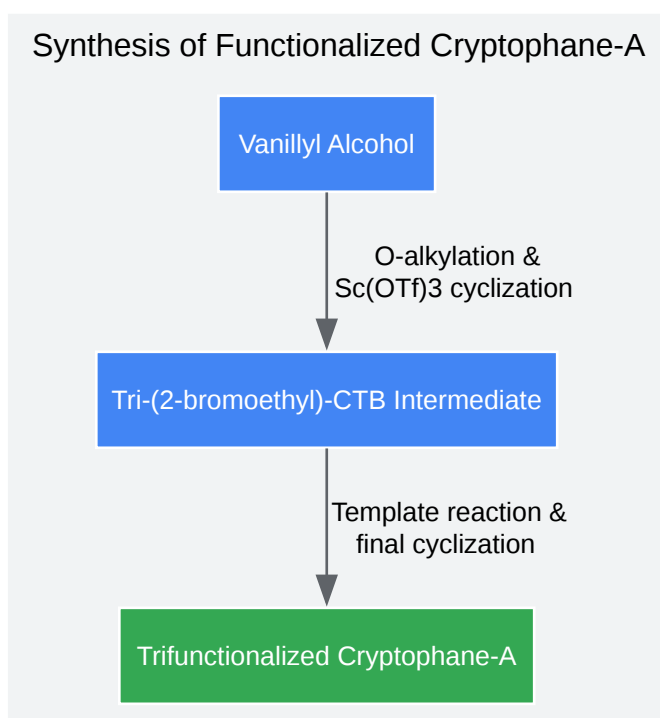 Synthesis of Functionalized Cryptophane-A
Vanillyl Alcohol
O-alkylation &
Sc(OTf)3 cyclization
Tri-(2-bromoethyl)-CTB Intermediate
Template reaction &
final cyclization
Trifunctionalized Cryptophane-A